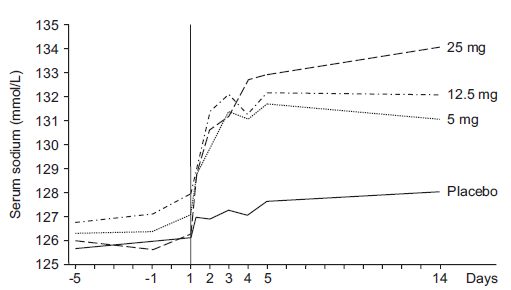 135
134
133
132
131
130
129
128
127
126
125
Serum sodium (mmol/L)
25 mg
12.5 mg
5 mg
Placebo
-5 -1 1 2 3 4 5 14 Days